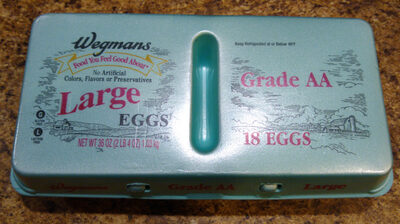 Wegmans
Food You Feel Good About
No Artificial
Colors, Flavors or Preservatives
Large
EGGS
NET WT 36 OZ (2 LB 4 OZ) 1.02 kg
Keep Refrigerated at or Below 45°F
Grade AA
18 EGGS
Wegmans
Grade AA
Large